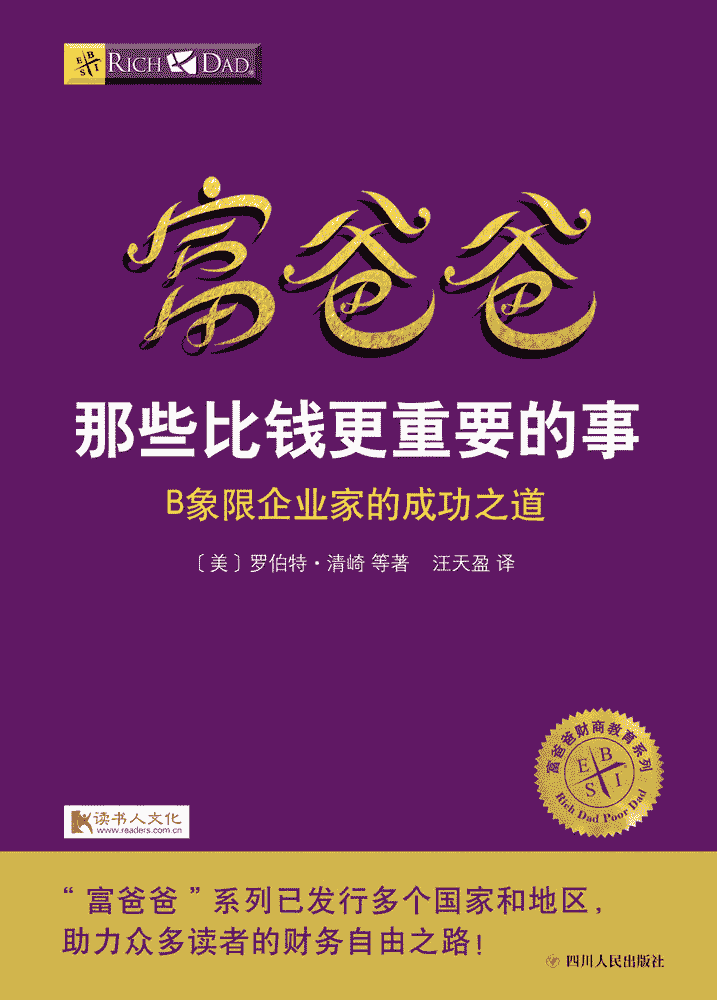 E B S I RICH DAD
富爸爸
那些比钱更重要的事
B象限企业家的成功之道
〔美〕罗伯特·清崎 等著 汪天盈 译
富爸爸财商教育系列
E B S I
Rich Dad Poor Dad
读书人文化
www.readers.com.cn
“富爸爸”系列已发行多个国家和地区，
助力众多读者的财务自由之路！
四川人民出版社